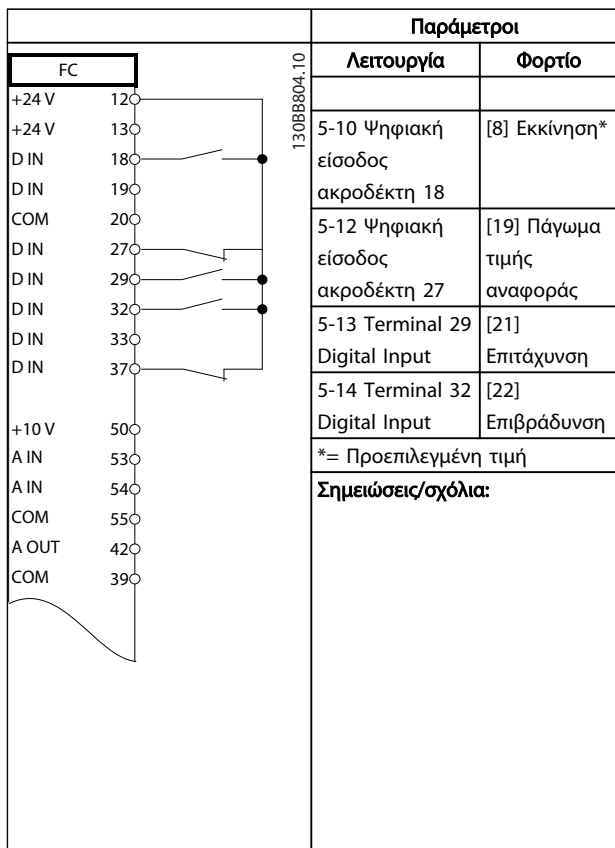 FC
+24 V 12
+24 V 13
D IN 18
D IN 19
COM 20
D IN 27
D IN 29
D IN 32
D IN 33
D IN 37
+10 V 50
A IN 53
A IN 54
COM 55
A OUT 42
COM 39
130BB804.10
Παράμετροι
Λειτουργία Φορτίο
5-10 Ψηφιακή [8] Εκκίνηση*
είσοδος
ακροδέκτη 18
5-12 Ψηφιακή [19] Πάγωμα
είσοδος τιμής
ακροδέκτη 27 αναφοράς
5-13 Terminal 29 [21]
Digital Input Επιτάχυνση
5-14 Terminal 32 [22]
Digital Input Επιβράδυνση
*= Προεπιλεγμένη τιμή
Σημειώσεις/σχόλια: